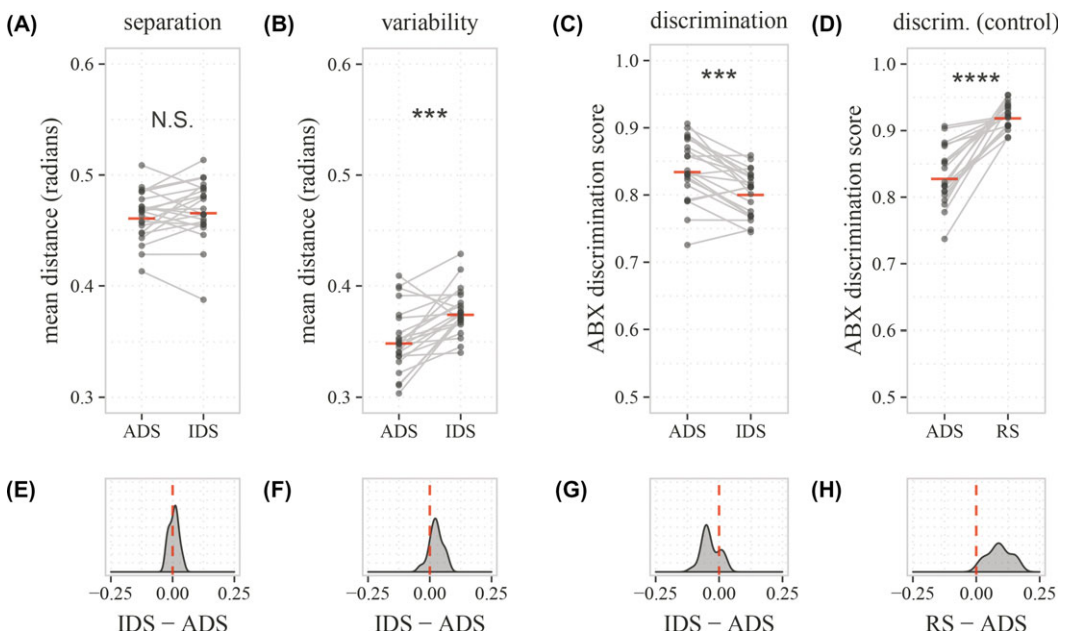 (A) separation
(B) variability
(C) discrimination
(D) discrim. (control)
mean distance (radians)
0.6
0.5
0.4
0.3
N.S.
ADS IDS
mean distance (radians)
0.6
0.5
0.4
0.3
***
ADS IDS
ABX discrimination score
1.0
0.9
0.8
0.7
0.8
0.6
0.5
***
ADS IDS
ABX discrimination score
1.0
0.9
0.8
0.7
0.6
0.5
****
ADS RS
(E)
−0.25 0.00 0.25
IDS − ADS
(F)
−0.25 0.00 0.25
IDS − ADS
(G)
−0.25 0.00 0.25
IDS − ADS
(H)
−0.25 0.00 0.25
RS − ADS